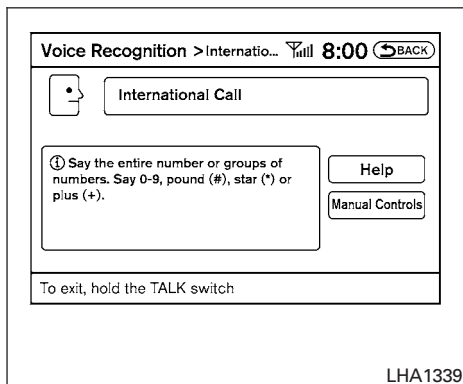 Voice Recognition > Internatio... 8:00 BACK
International Call
i Say the entire number or groups of
numbers. Say 0-9, pound (#), star (*) or
plus (+).
Help
Manual Controls
To exit, hold the TALK switch
LHA1339